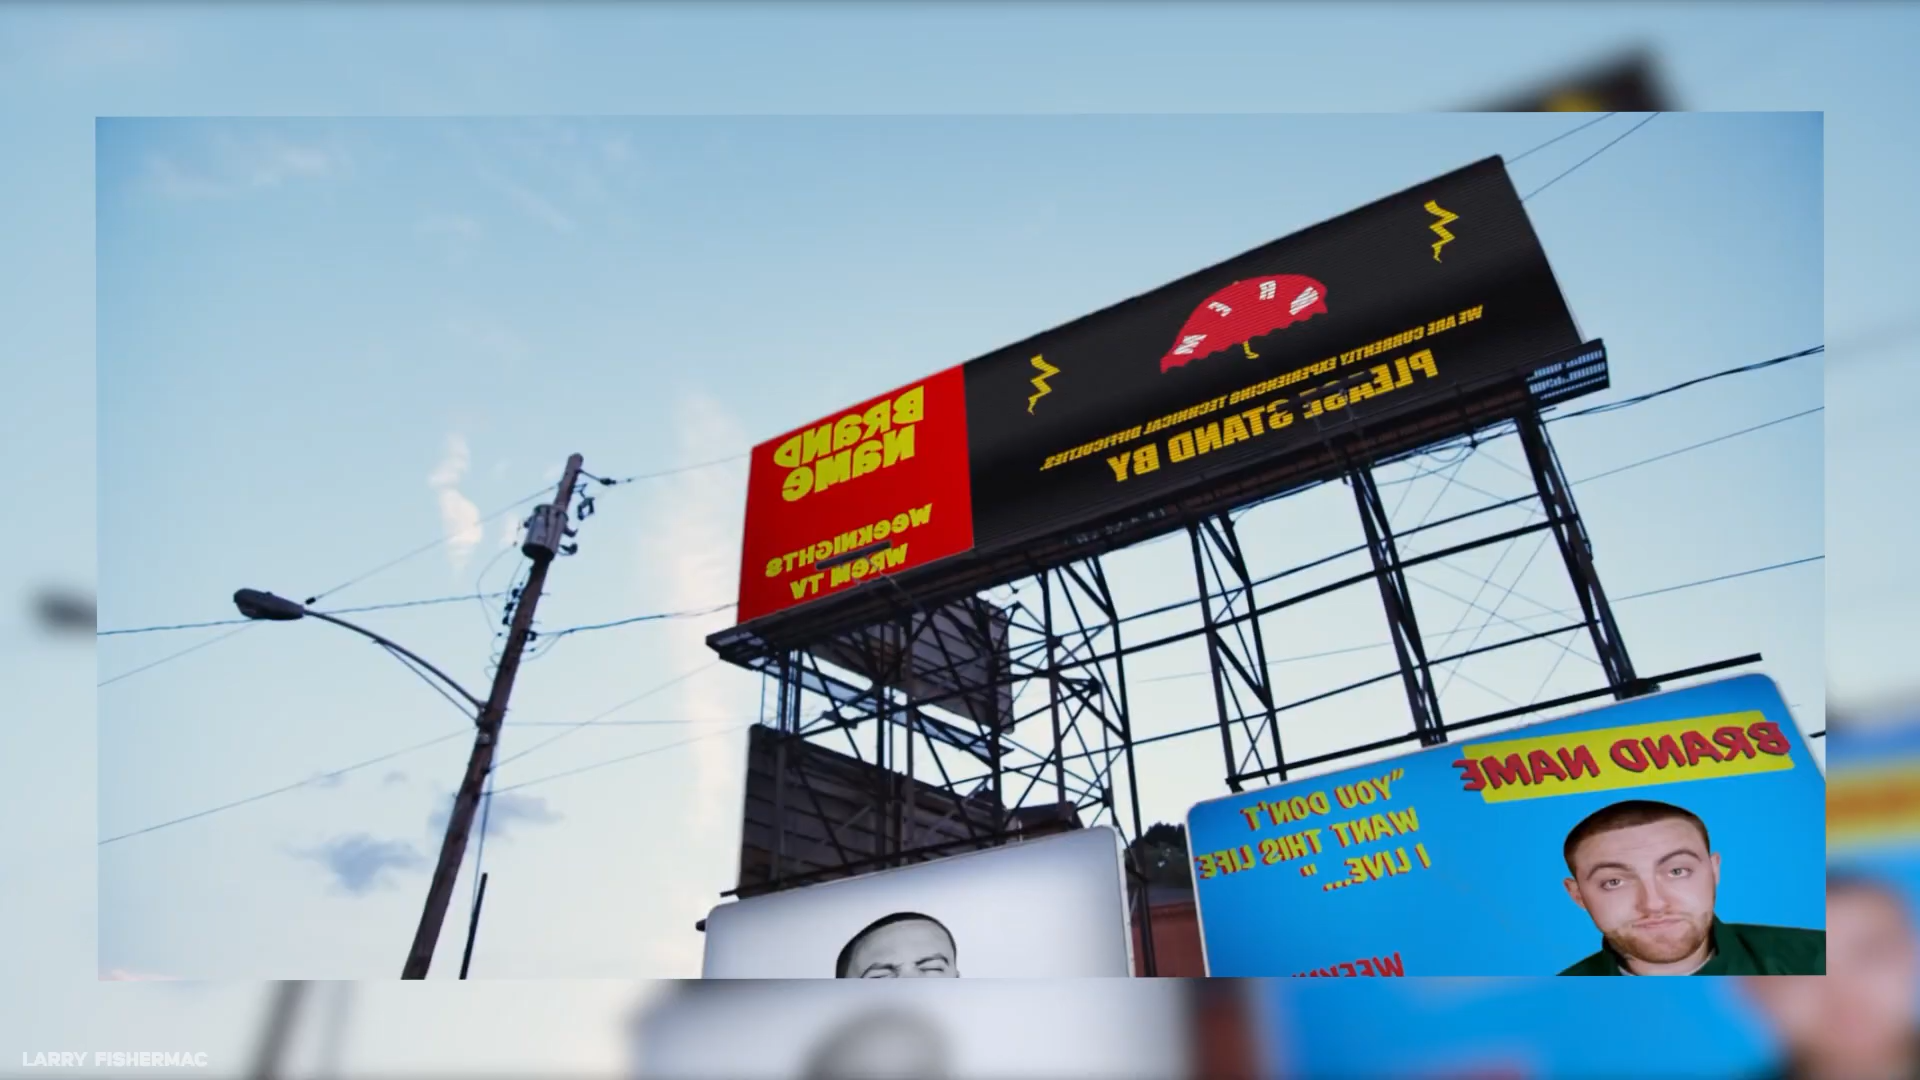 WE ARE CURRENTLY EXPERIENCING TECHNICAL DIFFICULTIES.
PLEASE STAND BY
BRAND
NAME
WEEKNIGHTS
WREM TV
BRAND NAME
"YOU DON'T
WANT THIS LIFE
I LIVE..."
LARRY FISHERMAC